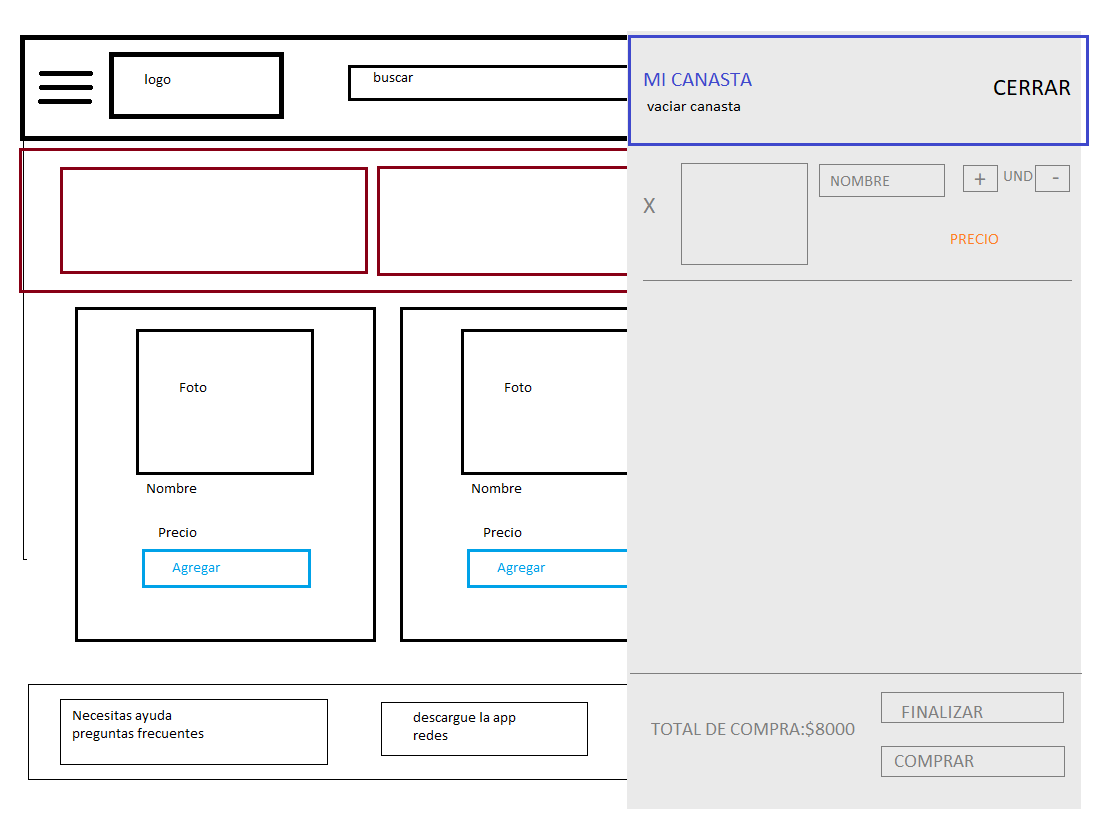 logo
buscar
MI CANASTA
vaciar canasta
CERRAR
X
NOMBRE
+
UND
-
PRECIO
Foto
Nombre
Precio
Agregar
Foto
Nombre
Precio
Agregar
Necesitas ayuda
preguntas frecuentes
descargue la app
redes
TOTAL DE COMPRA:$8000
FINALIZAR
COMPRAR